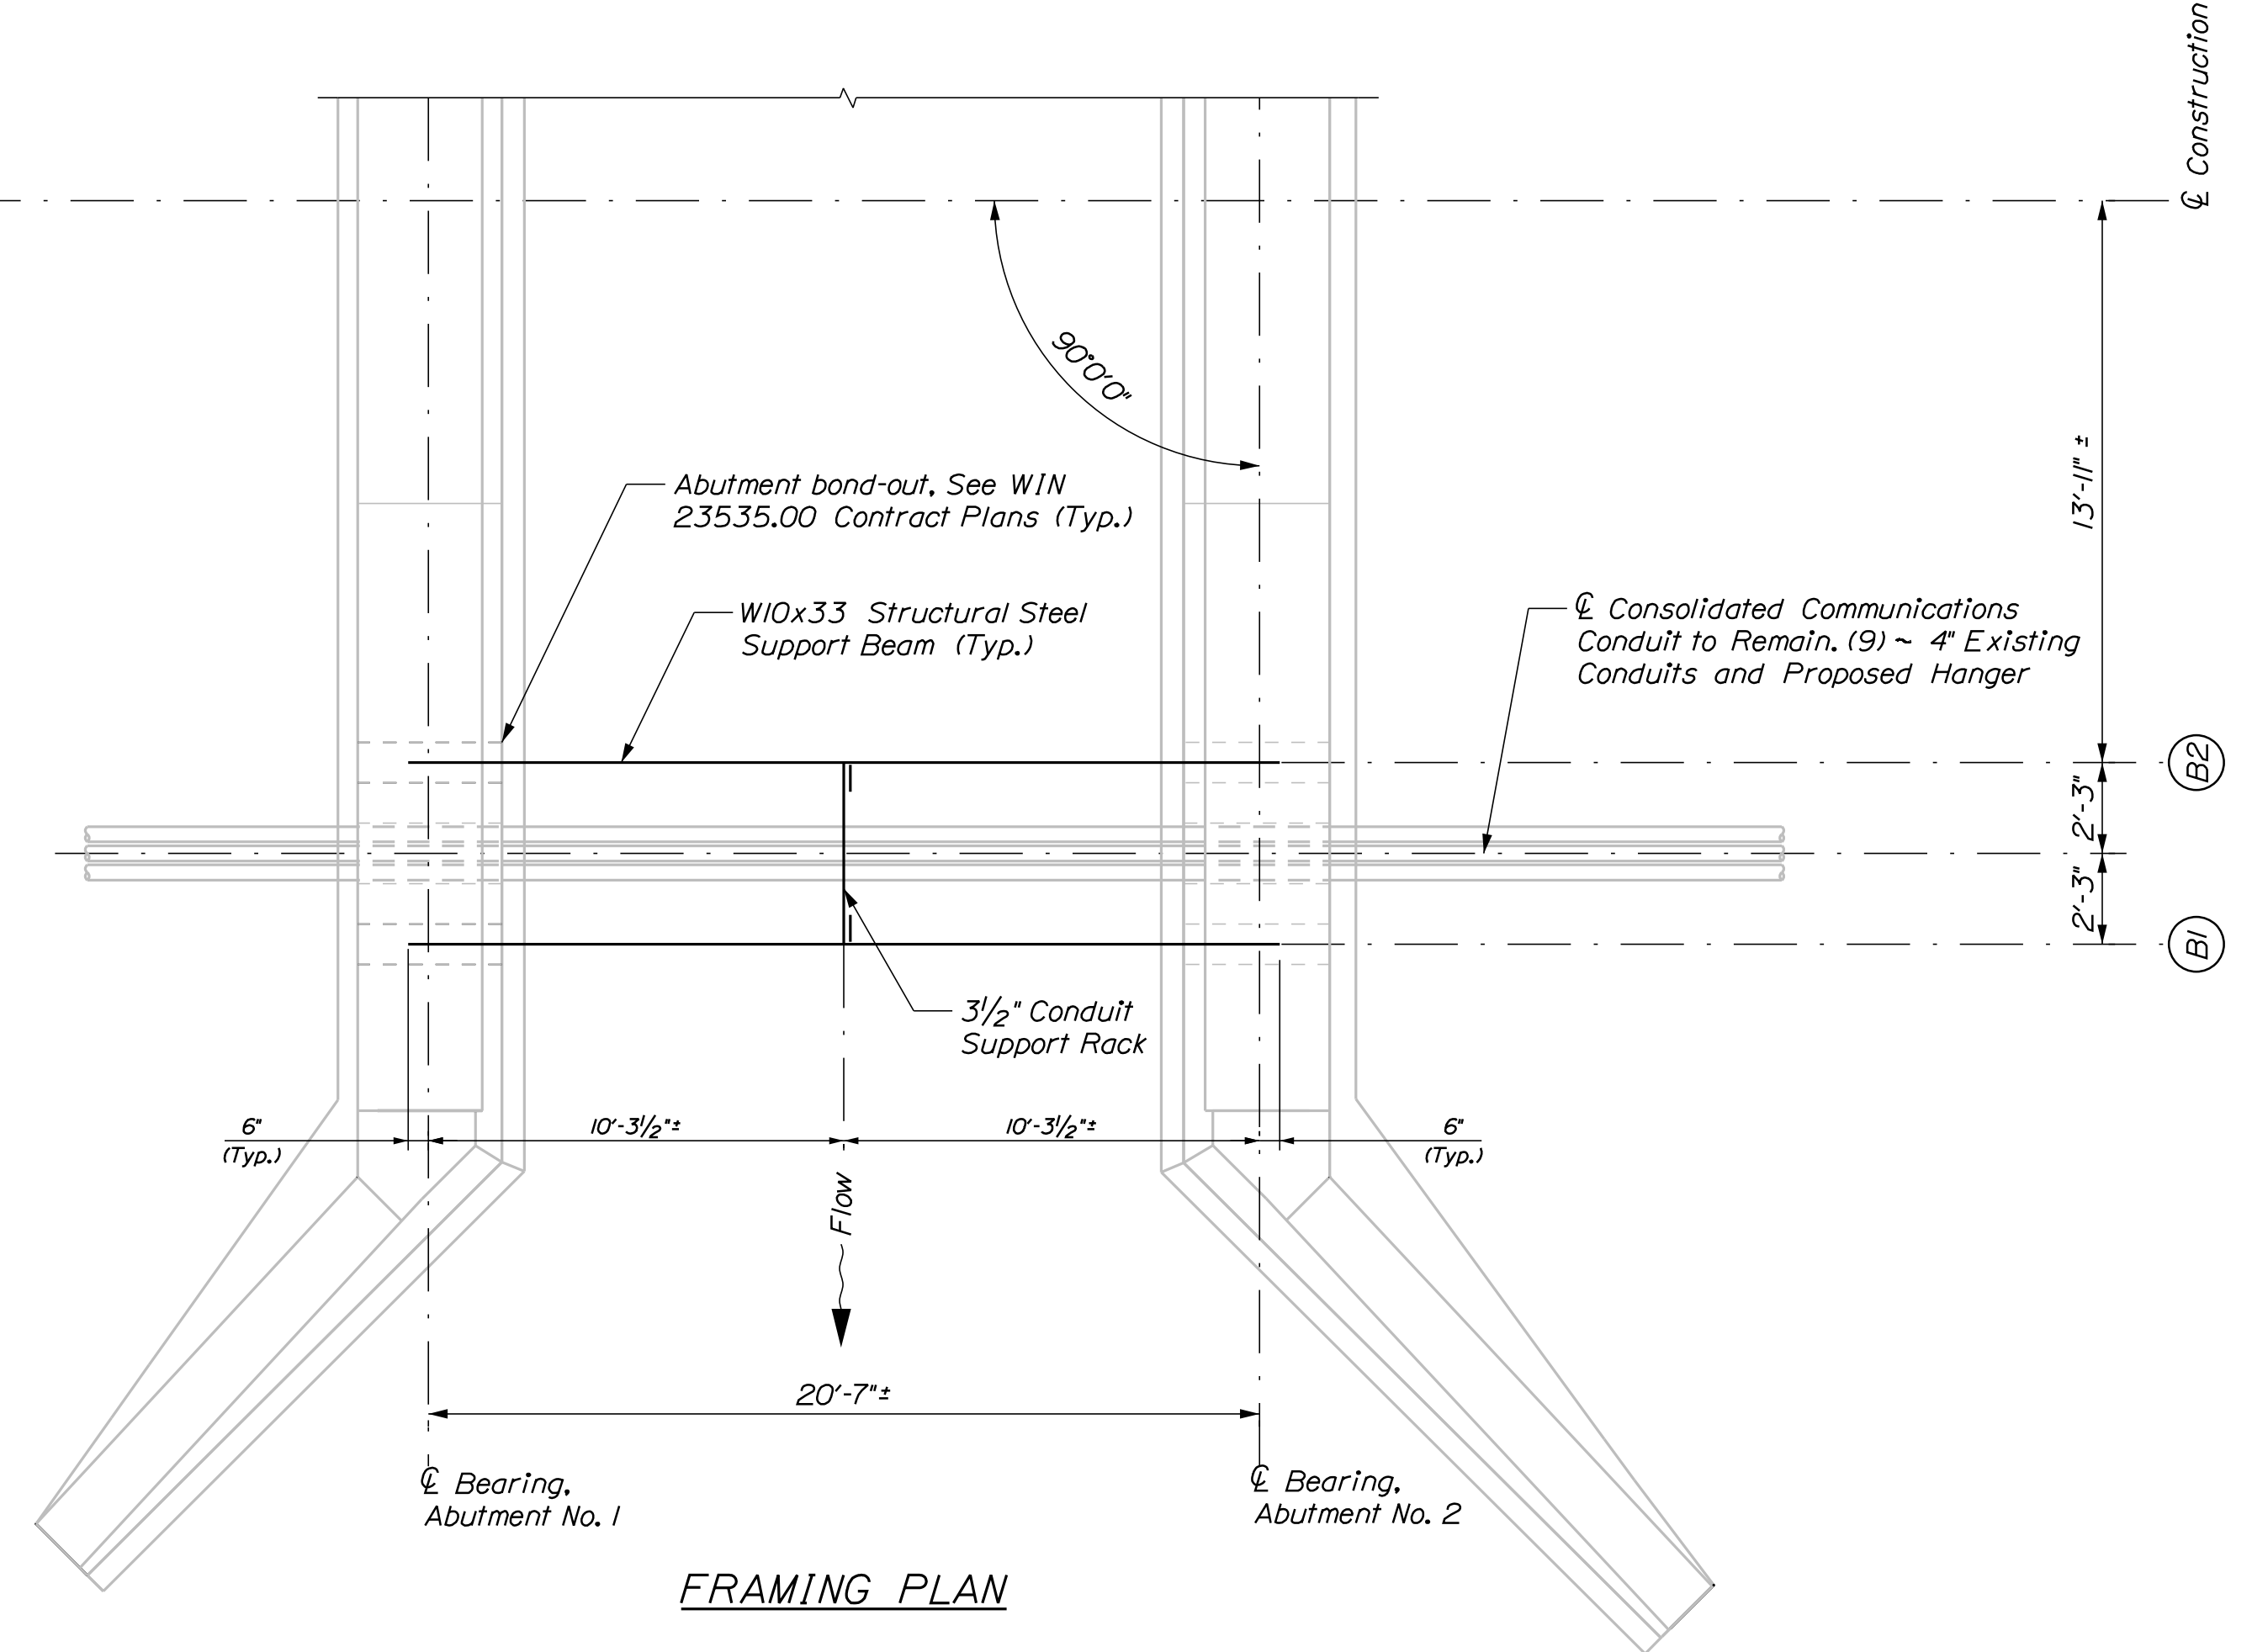 ℄ Construction
90°0'0"
13'-11" ±
Abutment bond-out, See WIN
23535.00 Contract Plans (Typ.)
W10x33 Structural Steel
Support Beam (Typ.)
℄ Consolidated Communications
Conduit to Remain. (9) ~ 4" Existing
Conduits and Proposed Hanger
B2
2'-3"
2'-3"
B1
3½" Conduit
Support Rack
6"
(Typ.)
10'-3½"±
10'-3½"±
6"
(Typ.)
Flow
20'-7"±
℄ Bearing,
Abutment No. 1
℄ Bearing,
Abutment No. 2
FRAMING PLAN